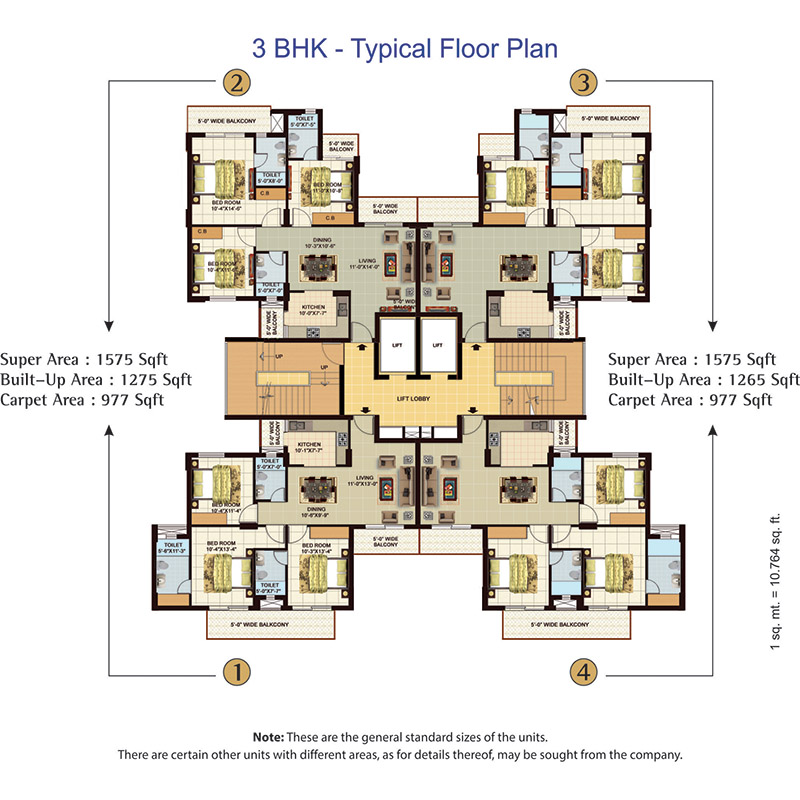 3 BHK - Typical Floor Plan
2
3
5'-0" WIDE BALKCONY
TOILET
5'-0"X7'-5"
5'-0" WIDE
BALCONY
5'-0" WIDE BALKCONY
TOILET
5'-0"X8'-0"
BED ROOM
10'-4"X14'-0"
C.B
BED ROOM
11'-0"X10'-8"
C.B
5'-0" WIDE
BALCONY
C.B
BED ROOM
TOILET
5'-0"X7'-0"
DINING
10'-3"X10'-6"
LIVING
11'-0"X14'-0"
5'-0" WIDE
BALCONY
KITCHEN
10'-0"X7'-7"
5'-0" WIDE
BALCONY
Super Area : 1575 Sqft
Built-Up Area : 1275 Sqft
Carpet Area : 977 Sqft
UP
UP
LIFT
LIFT
LIFT LOBBY
5'-0" WIDE
BALCONY
Super Area : 1575 Sqft
Built-Up Area : 1265 Sqft
Carpet Area : 977 Sqft
5'-0" WIDE
BALCONY
KITCHEN
10'-1"X7'-7"
5'-0" WIDE
BALCONY
TOILET
5'-0"X7'-0"
LIVING
11'-0"X13'-0"
BED ROOM
10'-4"X11'-4"
DINING
10'-6"X9'-9"
TOILET
5'-6"X11'-3"
BED ROOM
10'-4"X13'-4"
BED ROOM
10'-3"X13'-4"
5'-0" WIDE
BALCONY
TOILET
5'-0"X7'-7"
5'-0" WIDE BALKCONY
5'-0" WIDE BALKCONY
1 sq. mt. = 10.764 sq. ft.
1
4
Note: These are the general standard sizes of the units.
There are certain other units with different areas, as for details thereof, may be sought from the company.